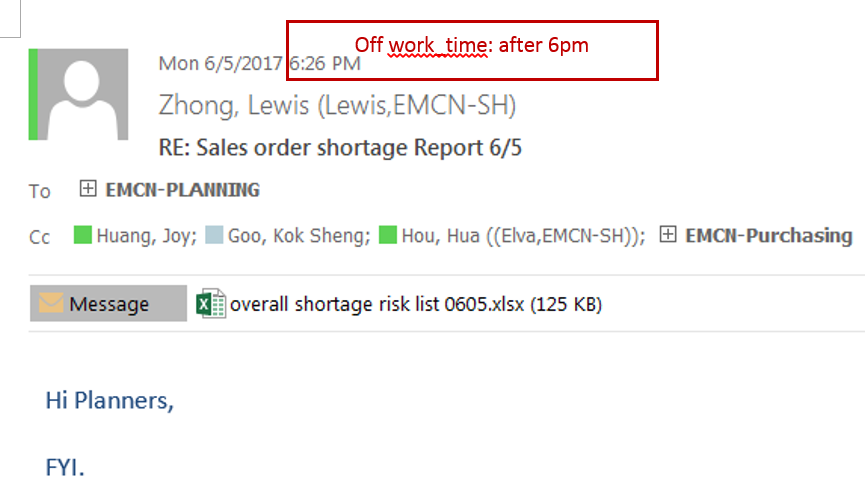 Off work_time: after 6pm
Mon 6/5/2017 6:26 PM
Zhong, Lewis (Lewis,EMCN-SH)
RE: Sales order shortage Report 6/5
To EMCN-PLANNING
Cc Huang, Joy; Goo, Kok Sheng; Hou, Hua ((Elva,EMCN-SH)); EMCN-Purchasing
Message overall shortage risk list 0605.xlsx (125 KB)
Hi Planners,
FYI.